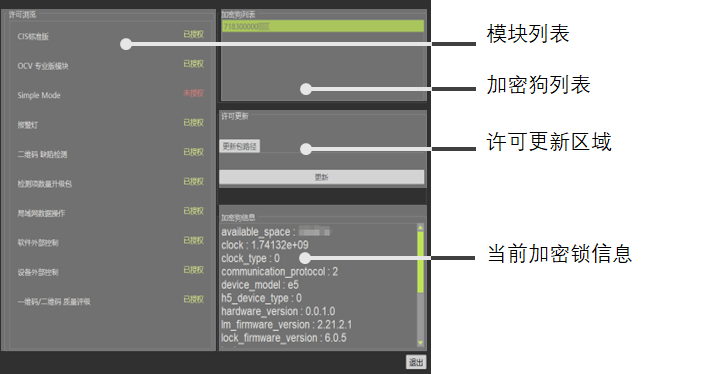 许可浏览
CIS标准版 已授权
OCV 专业版模块 已授权
Simple Mode 未授权
报警灯 已授权
二维码 缺陷检测 已授权
检测项数量升级包 已授权
局域网数据操作 已授权
软件外部控制 已授权
设备外部控制 已授权
一维码/二维码 质量评级 已授权
加密狗列表
718300000
许可更新
更新包路径
更新
加密狗信息
available_space :
clock : 1.74132e+09
clock_type : 0
communication_protocol : 2
device_model : e5
h5_device_type : 0
hardware_version : 0.0.1.0
lm_firmware_version : 2.21.2.1
lock_firmware_version : 6.0.5
退出
模块列表
加密狗列表
许可更新区域
当前加密锁信息